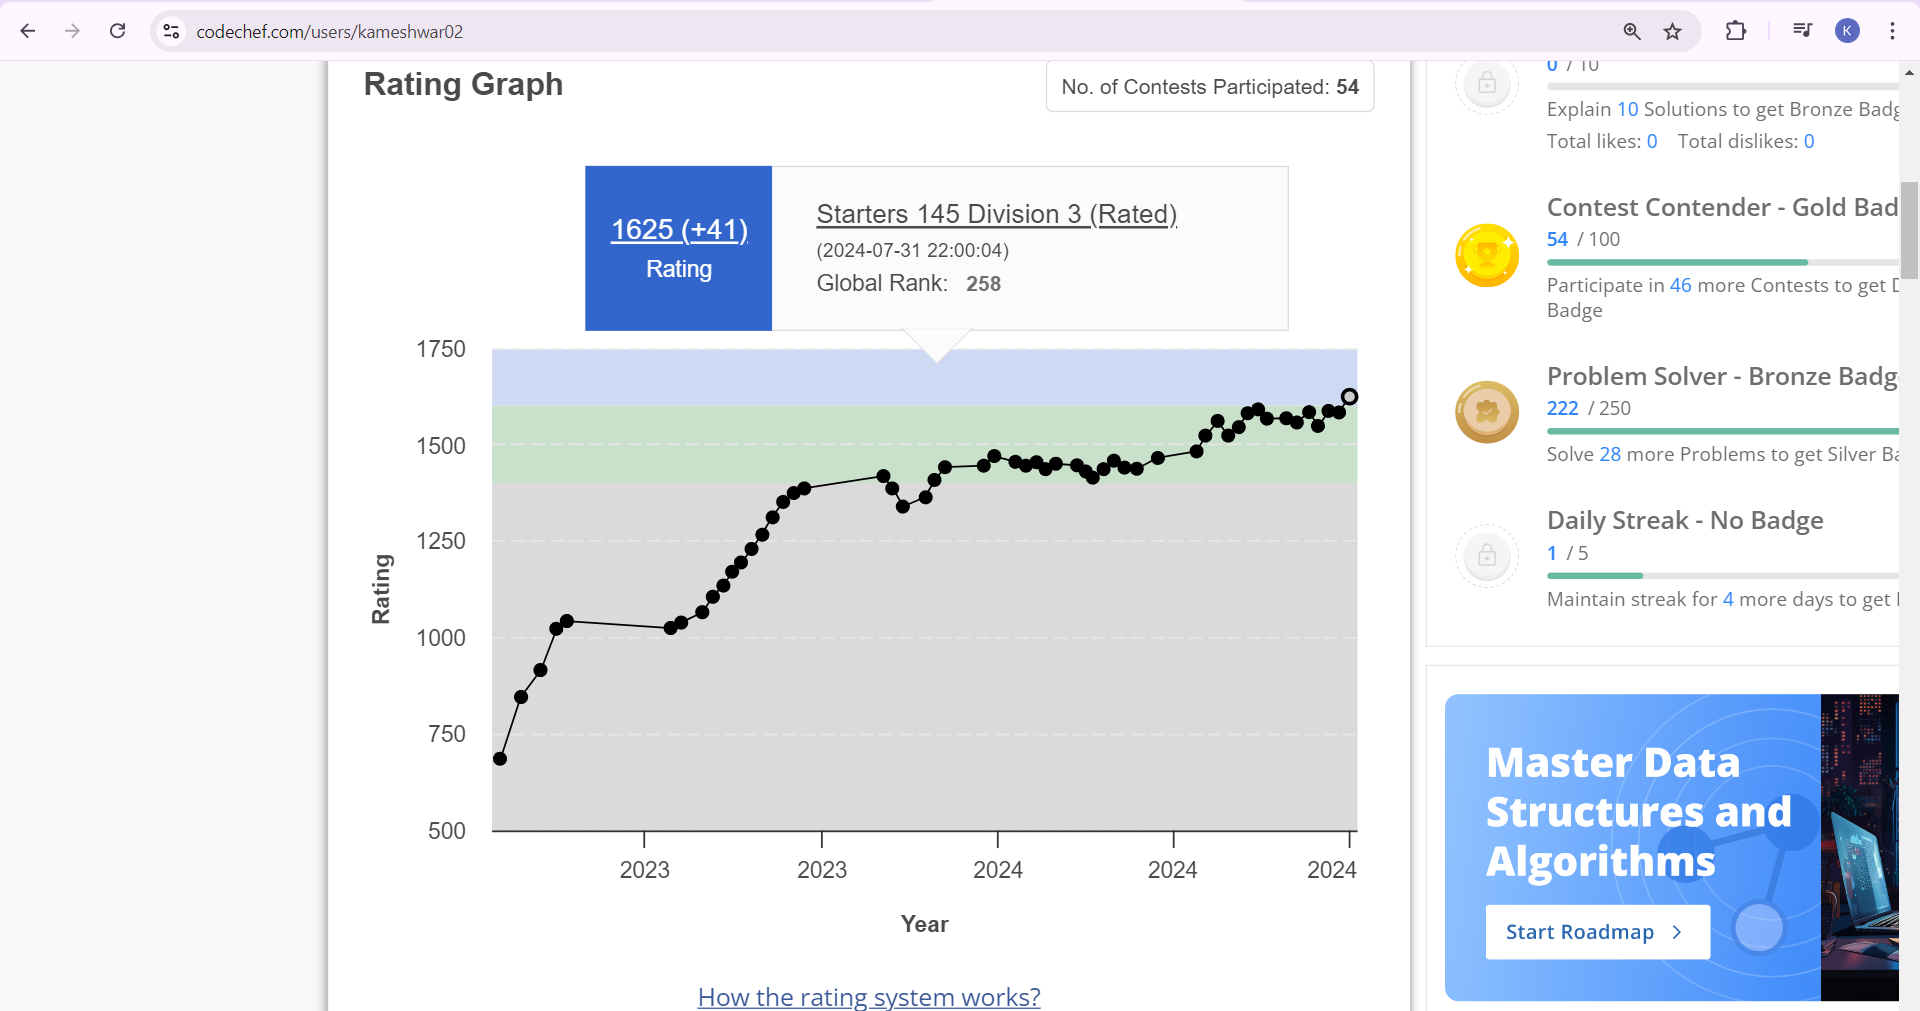 codechef.com/users/kameshwar02
K
Rating Graph
No. of Contests Participated: 54
1625 (+41)
Rating
Starters 145 Division 3 (Rated)
(2024-07-31 22:00:04)
Global Rank: 258
1750
1500
1250
1000
750
500
Rating
2023
2023
2024
2024
2024
Year
How the rating system works?
0 / 10
Explain 10 Solutions to get Bronze Badg
Total likes: 0 Total dislikes: 0
Contest Contender - Gold Bad
54 / 100
Participate in 46 more Contests to get D
Badge
Problem Solver - Bronze Badg
222 / 250
Solve 28 more Problems to get Silver Ba
Daily Streak - No Badge
1 / 5
Maintain streak for 4 more days to get
Master Data
Structures and
Algorithms
Start Roadmap